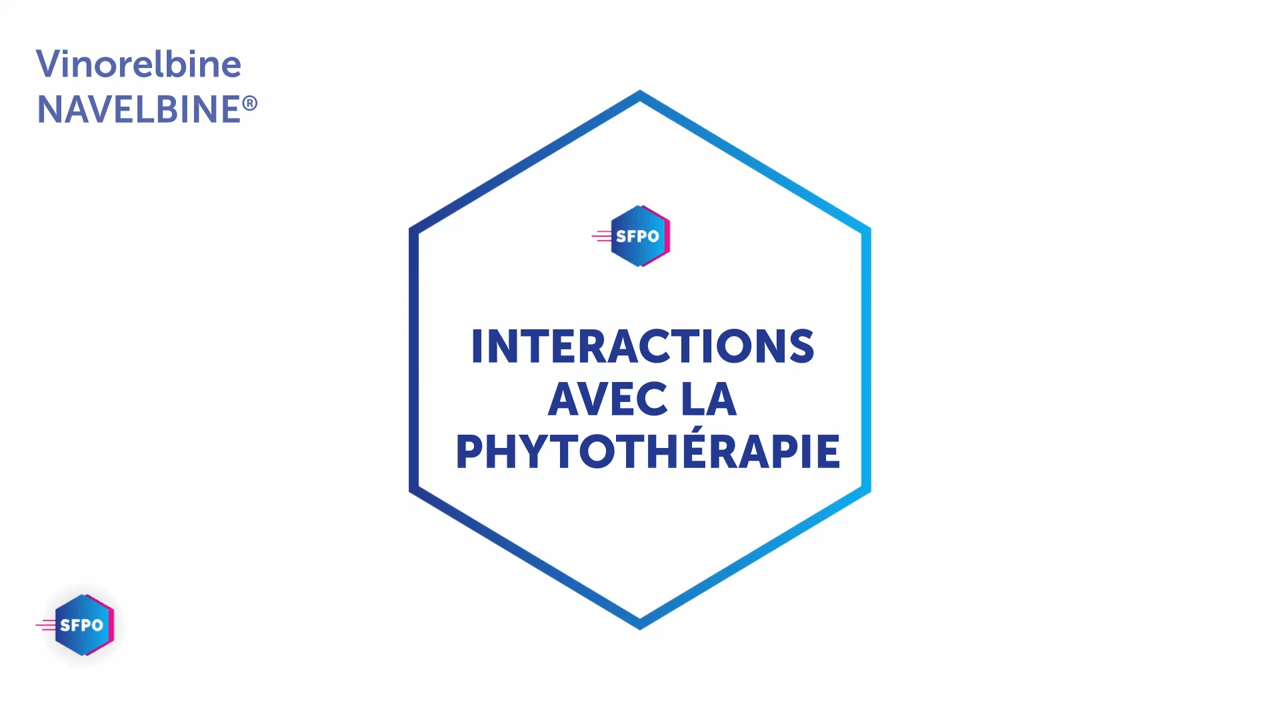 Vinorelbine
NAVELBINE®
SFPO
INTERACTIONS
AVEC LA
PHYTOTHÉRAPIE
SFPO